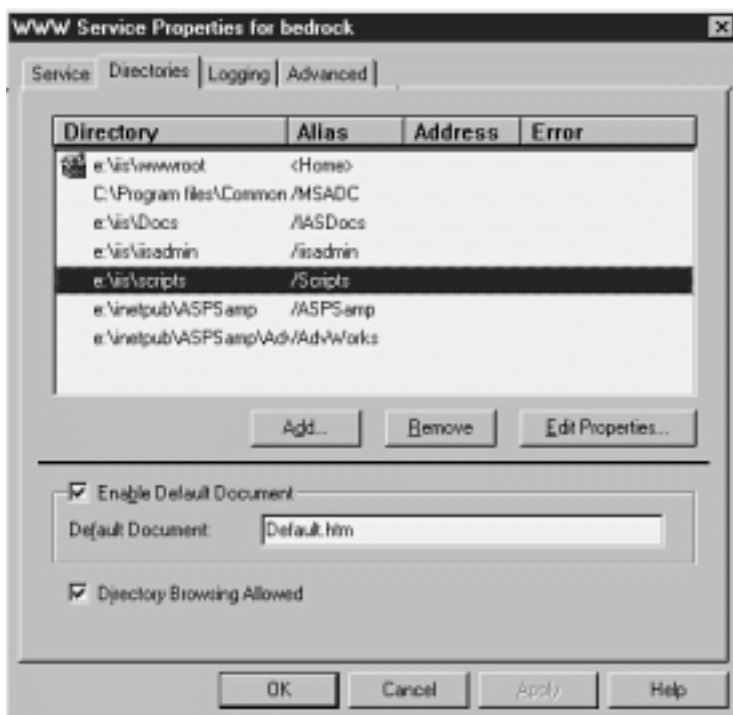 WWW Service Properties for bedrock
Service Directories Logging Advanced
Directory Alias Address Error
e:\iis\wwwroot <Home>
C:\Program files\Common /MSADC
e:\iis\Docs /IASDocs
e:\iis\iisadmin /iisadmin
e:\iis\scripts /Scripts
e:\inetpub\ASPSamp /ASPSamp
e:\inetpub\ASPSamp\Adv/AdvWorks
Add... Remove Edit Properties...
Enable Default Document
Default Document: Default.htm
Directory Browsing Allowed
OK Cancel Apply Help